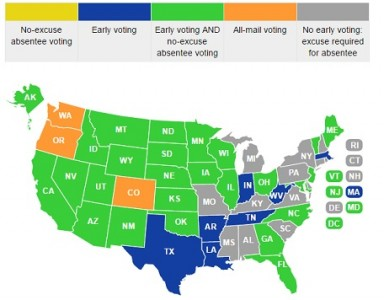 No-excuse
absentee voting
Early voting
Early voting AND
no-excuse
absentee voting
All-mail voting
No early voting:
excuse required
for absentee
AK
WA
OR
CA
NV
ID
MT
WY
UT
AZ
CO
NM
ND
SD
NE
KS
OK
TX
MN
IA
MO
AR
LA
WI
IL
MI
IN
OH
KY
TN
MS
AL
GA
FL
SC
NC
VA
WV
PA
NY
ME
RI
CT
VT
NH
NJ
MA
DE
MD
DC